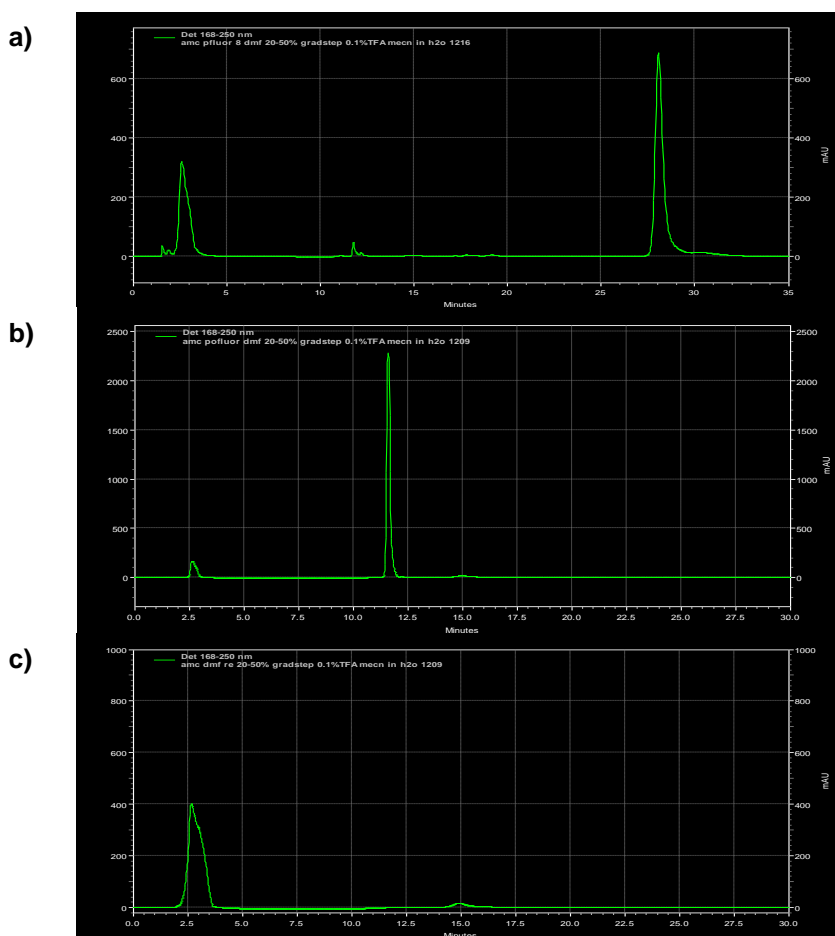 a)
Det 168-250 nm
amc pfluor 8 dmf 20-50% gradstep 0.1%TFA mecn in h2o 1216
600
400
200
0
600
400
200
0
mAU
0 5 10 15 20 25 30 35
Minutes
b)
Det 168-250 nm
amc pofluor dmf 20-50% gradstep 0.1%TFA mecn in h2o 1209
2500
2000
1500
1000
500
0
2500
2000
1500
1000
500
0
mAU
0.0 2.5 5.0 7.5 10.0 12.5 15.0 17.5 20.0 22.5 25.0 27.5 30.0
Minutes
c)
Det 168-250 nm
amc dmf re 20-50% gradstep 0.1%TFA mecn in h2o 1209
1000
800
600
400
200
0
1000
800
600
400
200
0
mAU
0.0 2.5 5.0 7.5 10.0 12.5 15.0 17.5 20.0 22.5 25.0 27.5 30.0
Minutes